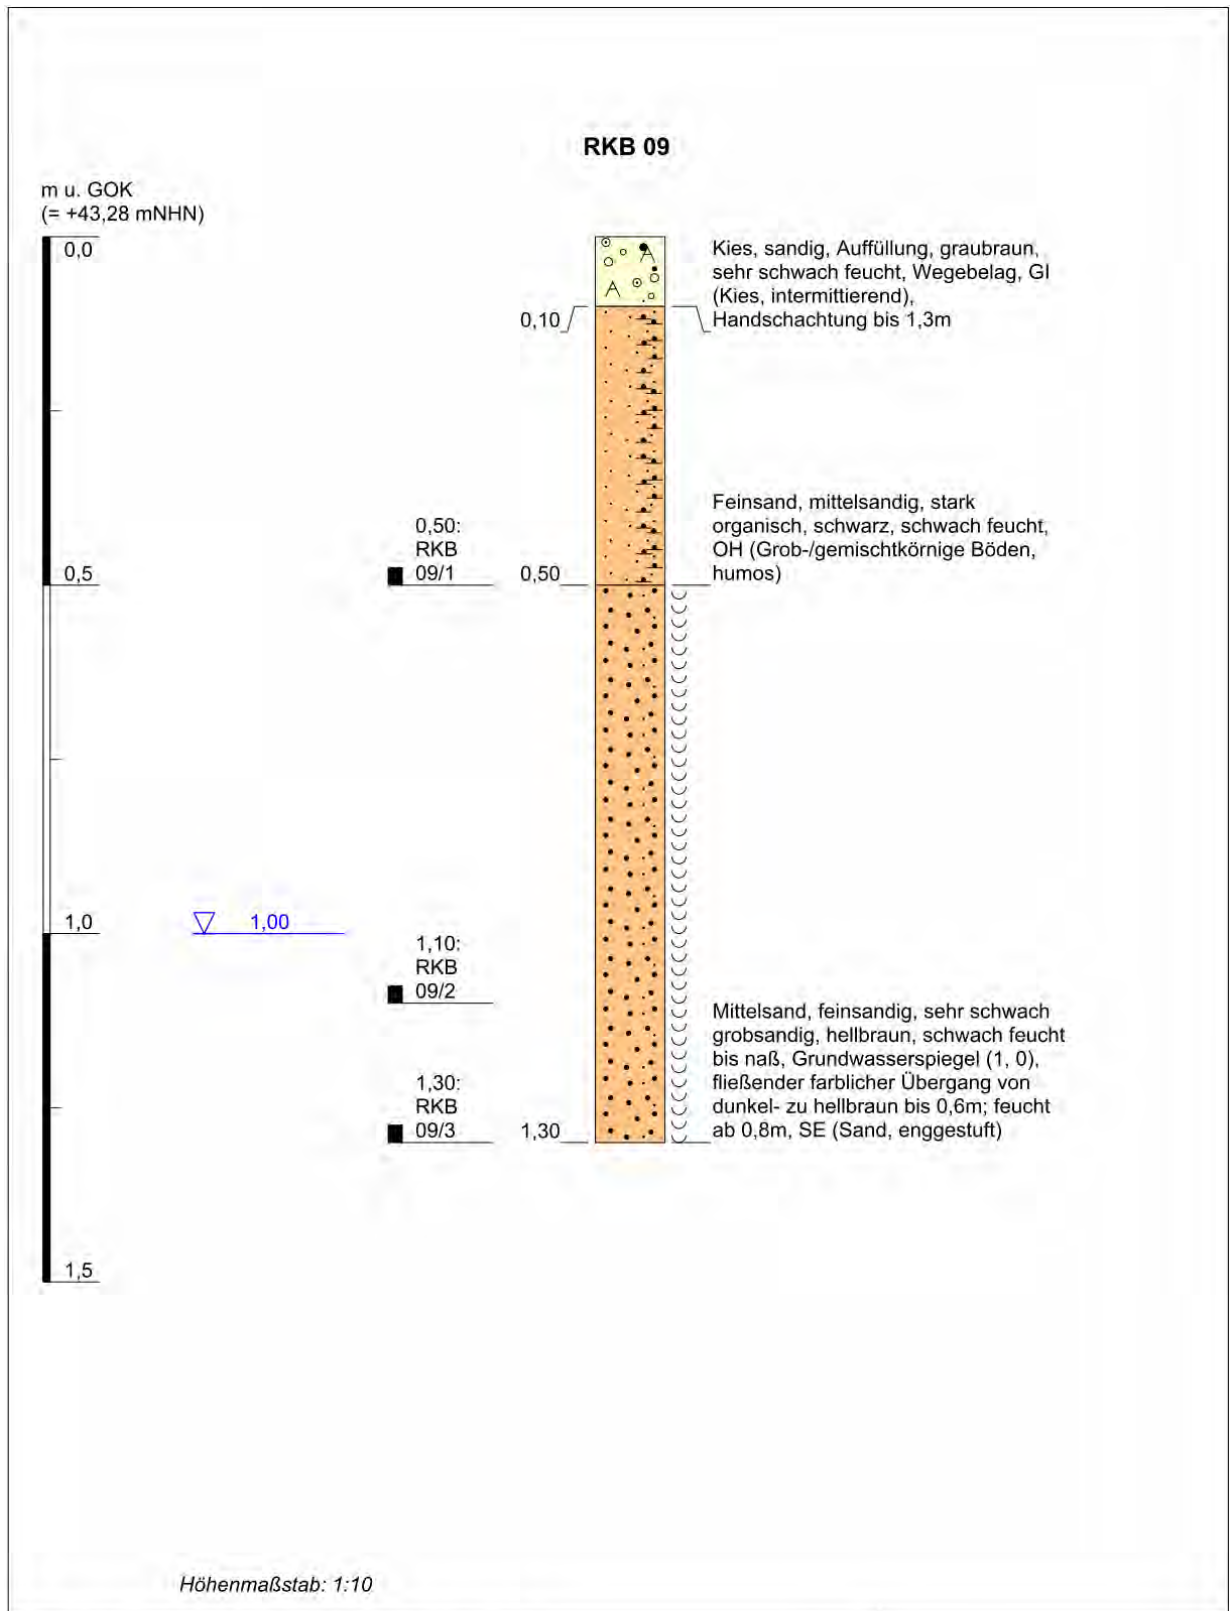 RKB 09
m u. GOK
(= +43,28 mNHN)
0,0
Kies, sandig, Auffüllung, graubraun,
sehr schwach feucht, Wegebelag, GI
(Kies, intermittierend),
Handschachtung bis 1,3m
0,10
A
A
Feinsand, mittelsandig, stark
organisch, schwarz, schwach feucht,
OH (Grob-/gemischtkörnige Böden,
humos)
0,50:
RKB
09/1
0,50
0,5
1,0
1,00
1,10:
RKB
09/2
Mittelsand, feinsandig, sehr schwach
grobsandig, hellbraun, schwach feucht
bis naß, Grundwasserspiegel (1, 0),
fließender farblicher Übergang von
dunkel- zu hellbraun bis 0,6m; feucht
ab 0,8m, SE (Sand, enggestuft)
1,30:
RKB
09/3
1,30
1,5
Höhenmaßstab: 1:10